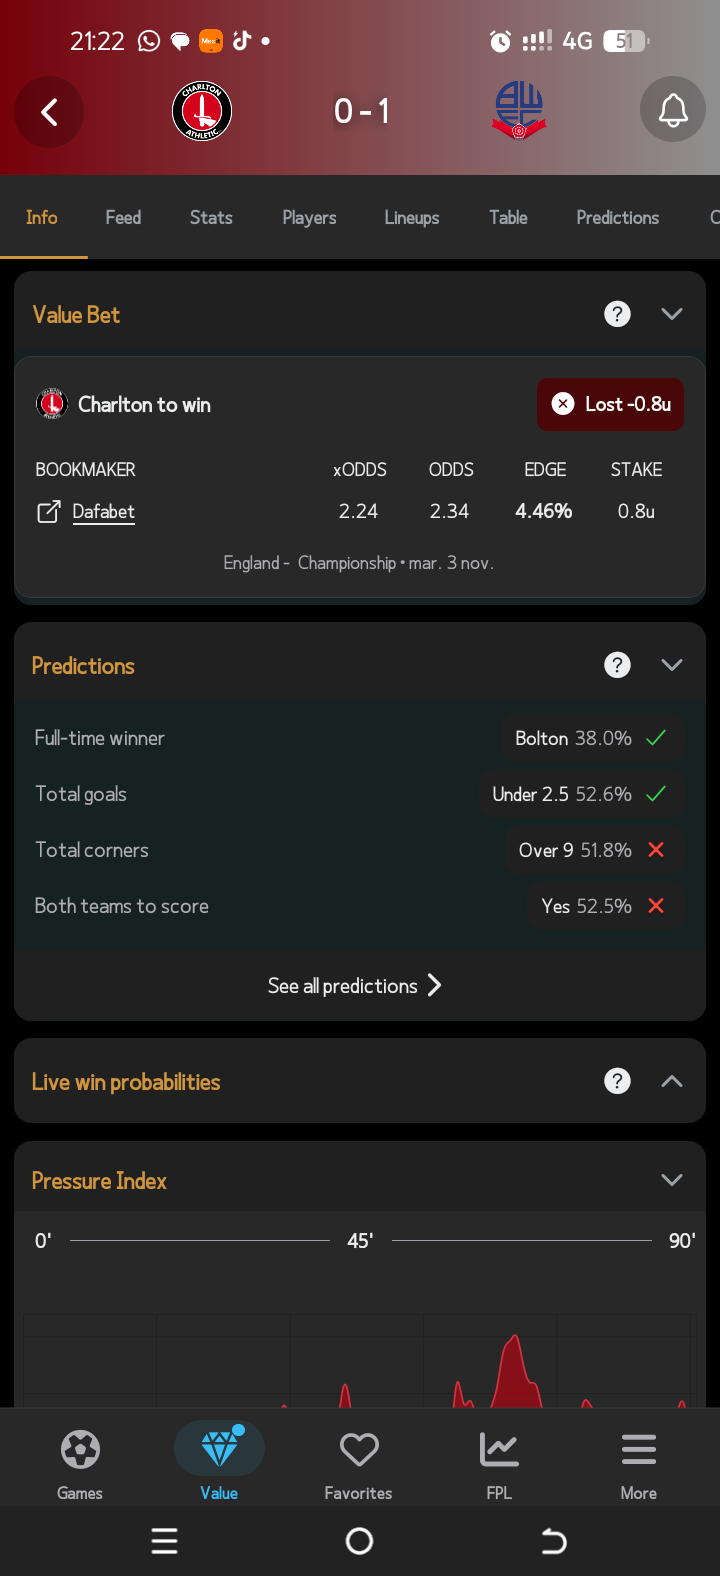 21:22 4G 51
CHARLTON ATHLETIC
0 - 1
Info Feed Stats Players Lineups Table Predictions
Value Bet ?
Charlton to win Lost -0.8u
BOOKMAKER xODDS ODDS EDGE STAKE
Dafabet 2.24 2.34 4.46% 0.8u
England - Championship • mar. 3 nov.
Predictions ?
Full-time winner Bolton 38.0%
Total goals Under 2.5 52.6%
Total corners Over 9 51.8%
Both teams to score Yes 52.5%
See all predictions
Live win probabilities ?
Pressure Index
0' 45' 90'
Games Value Favorites FPL More